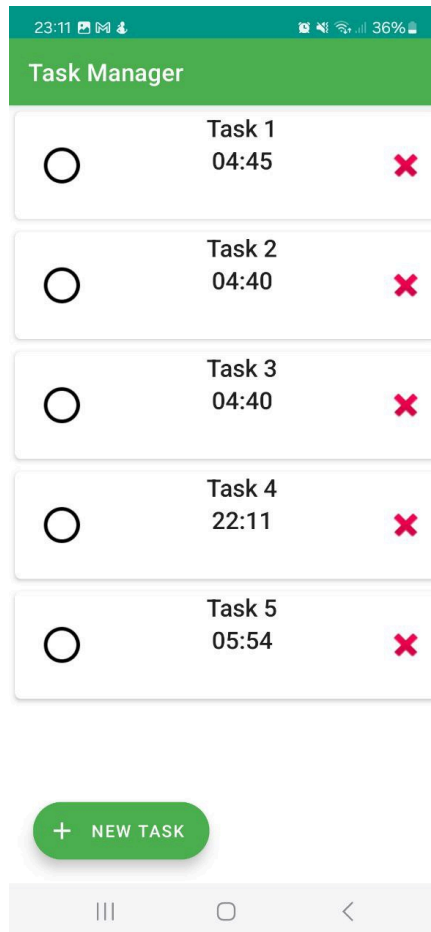 23:11 36%
Task Manager
Task 1
04:45
Task 2
04:40
Task 3
04:40
Task 4
22:11
Task 5
05:54
+ NEW TASK